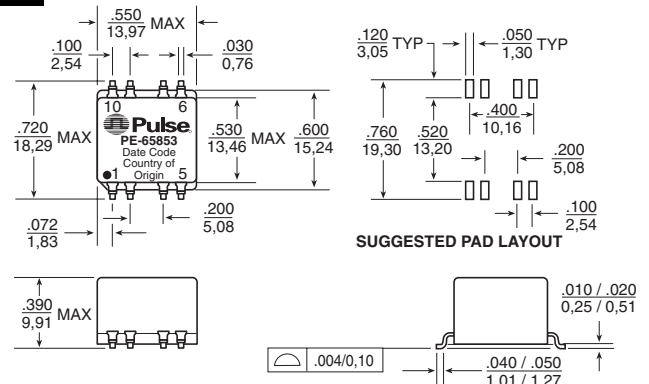 .550 MAX
13,97
.100
2,54
.030
0,76
10 6
Pulse
PE-65853
Date Code
Country of
Origin
1 5
.720 MAX
18,29
.530 MAX
13,46
.600
15,24
.200
5,08
.072
1,83
.120 TYP
3,05
.050 TYP
1,30
.400
10,16
.760
19,30
.520
13,20
.200
5,08
.100
2,54
SUGGESTED PAD LAYOUT
.390 MAX
9,91
.004/0,10
.010 / .020
0,25 / 0,51
.040 / .050
1,01 / 1,27